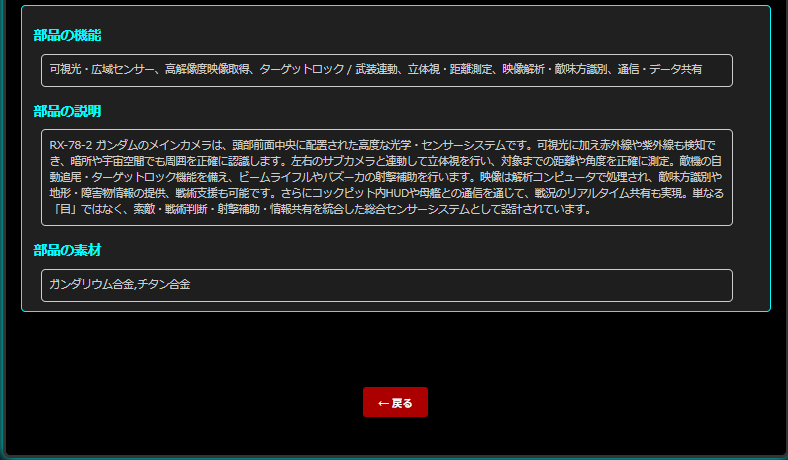 部品の機能
可視光・広域センサー、高解像度映像取得、ターゲットロック / 武装連動、立体視・距離測定、映像解析・敵味方識別、通信・データ共有
部品の説明
RX-78-2 ガンダムのメインカメラは、頭部前面中央に配置された高度な光学・センサーシステムです。可視光に加え赤外線や紫外線も検知で
き、暗所や宇宙空間でも周囲を正確に認識します。左右のサブカメラと連動して立体視を行い、対象までの距離や角度を正確に測定。敵機の自
動追尾・ターゲットロック機能を備え、ビームライフルやバズーカの射撃補助を行います。映像は解析コンピュータで処理され、敵味方識別や
地形・障害物情報の提供、戦術支援も可能です。さらにコックピット内HUDや母艦との通信を通じて、戦況のリアルタイム共有も実現。単なる
「目」ではなく、索敵・戦術判断・射撃補助・情報共有を統合した総合センサーシステムとして設計されています。
部品の素材
ガンダリウム合金,チタン合金
← 戻る